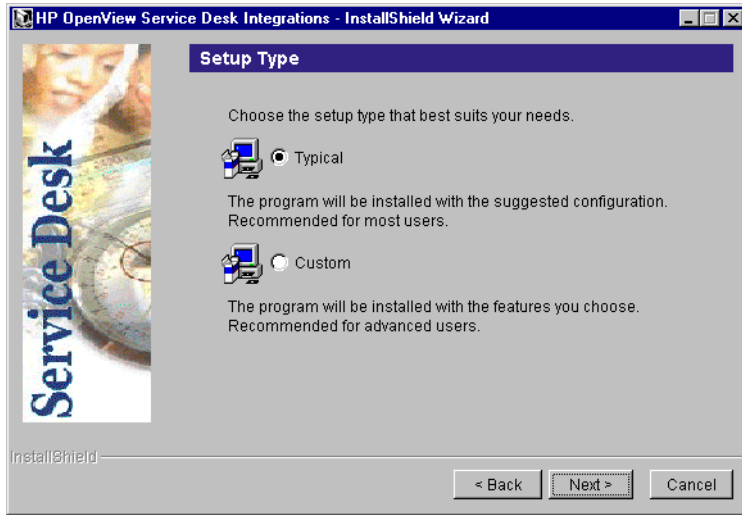 HP OpenView Service Desk Integrations - InstallShield Wizard
Service Desk
Setup Type
Choose the setup type that best suits your needs.
Typical
The program will be installed with the suggested configuration.
Recommended for most users.
Custom
The program will be installed with the features you choose.
Recommended for advanced users.
InstallShield
< Back
Next >
Cancel